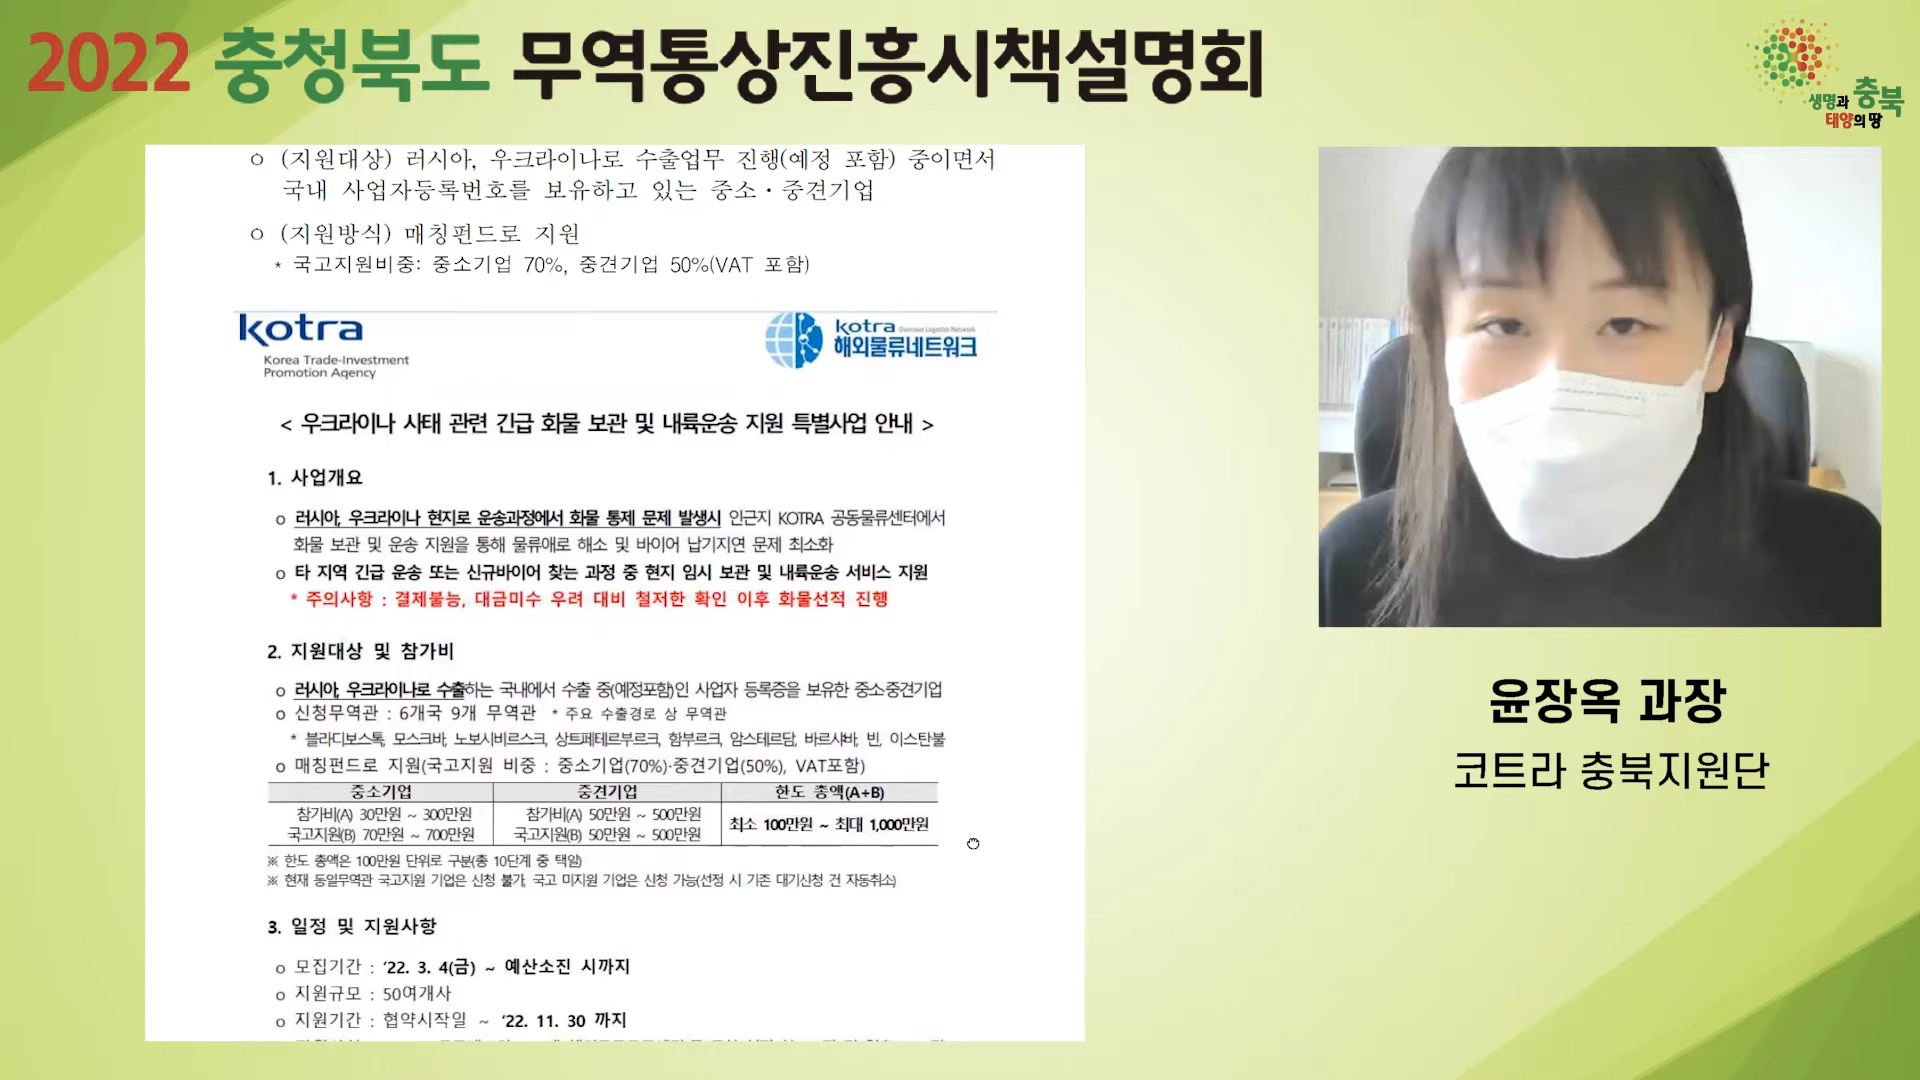 2022 충청북도 무역통상진흥시책설명회
생명과 충북
태양의 땅
ㅇ (지원대상) 러시아, 우크라이나로 수출업무 진행(예정 포함) 중이면서
국내 사업자등록번호를 보유하고 있는 중소・중견기업
ㅇ (지원방식) 매칭펀드로 지원
* 국고지원비중: 중소기업 70%, 중견기업 50%(VAT 포함)
kotra
Korea Trade-Investment
Promotion Agency
kotra Overseas Logistics Network
해외물류네트워크
< 우크라이나 사태 관련 긴급 화물 보관 및 내륙운송 지원 특별사업 안내 >
1. 사업개요
o 러시아, 우크라이나 현지로 운송과정에서 화물 통제 문제 발생시 인근지 KOTRA 공동물류센터에서
화물 보관 및 운송 지원을 통해 물류애로 해소 및 바이어 납기지연 문제 최소화
o 타 지역 긴급 운송 또는 신규바이어 찾는 과정 중 현지 임시 보관 및 내륙운송 서비스 지원
* 주의사항 : 결제불능, 대금미수 우려 대비 철저한 확인 이후 화물선적 진행
2. 지원대상 및 참가비
o 러시아, 우크라이나로 수출하는 국내에서 수출 중(예정포함)인 사업자 등록증을 보유한 중소중견기업
o 신청무역관 : 6개국 9개 무역관 * 주요 수출경로 상 무역관
* 블라디보스톡, 모스크바, 노보시비르스크, 상트페테르부르크, 함부르크, 암스테르담, 바르샤바, 빈, 이스탄불
o 매칭펀드로 지원(국고지원 비중 : 중소기업(70%)·중견기업(50%), VAT포함)
중소기업 중견기업 한도 총액(A+B)
참가비(A) 30만원 ~ 300만원 참가비(A) 50만원 ~ 500만원
국고지원(B) 70만원 ~ 700만원 국고지원(B) 50만원 ~ 500만원
최소 100만원 ~ 최대 1,000만원
※ 한도 총액은 100만원 단위로 구분(총 10단계 중 택일)
※ 현재 동일무역관 국고지원 기업은 신청 불가, 국고 미지원 기업은 신청 가능(선정 시 기존 대기신청 건 자동취소)
3. 일정 및 지원사항
o 모집기간 : '22. 3. 4(금) ~ 예산소진 시까지
o 지원규모 : 50여개사
o 지원기간 : 협약시작일 ~ '22. 11. 30 까지
윤장옥 과장
코트라 충북지원단